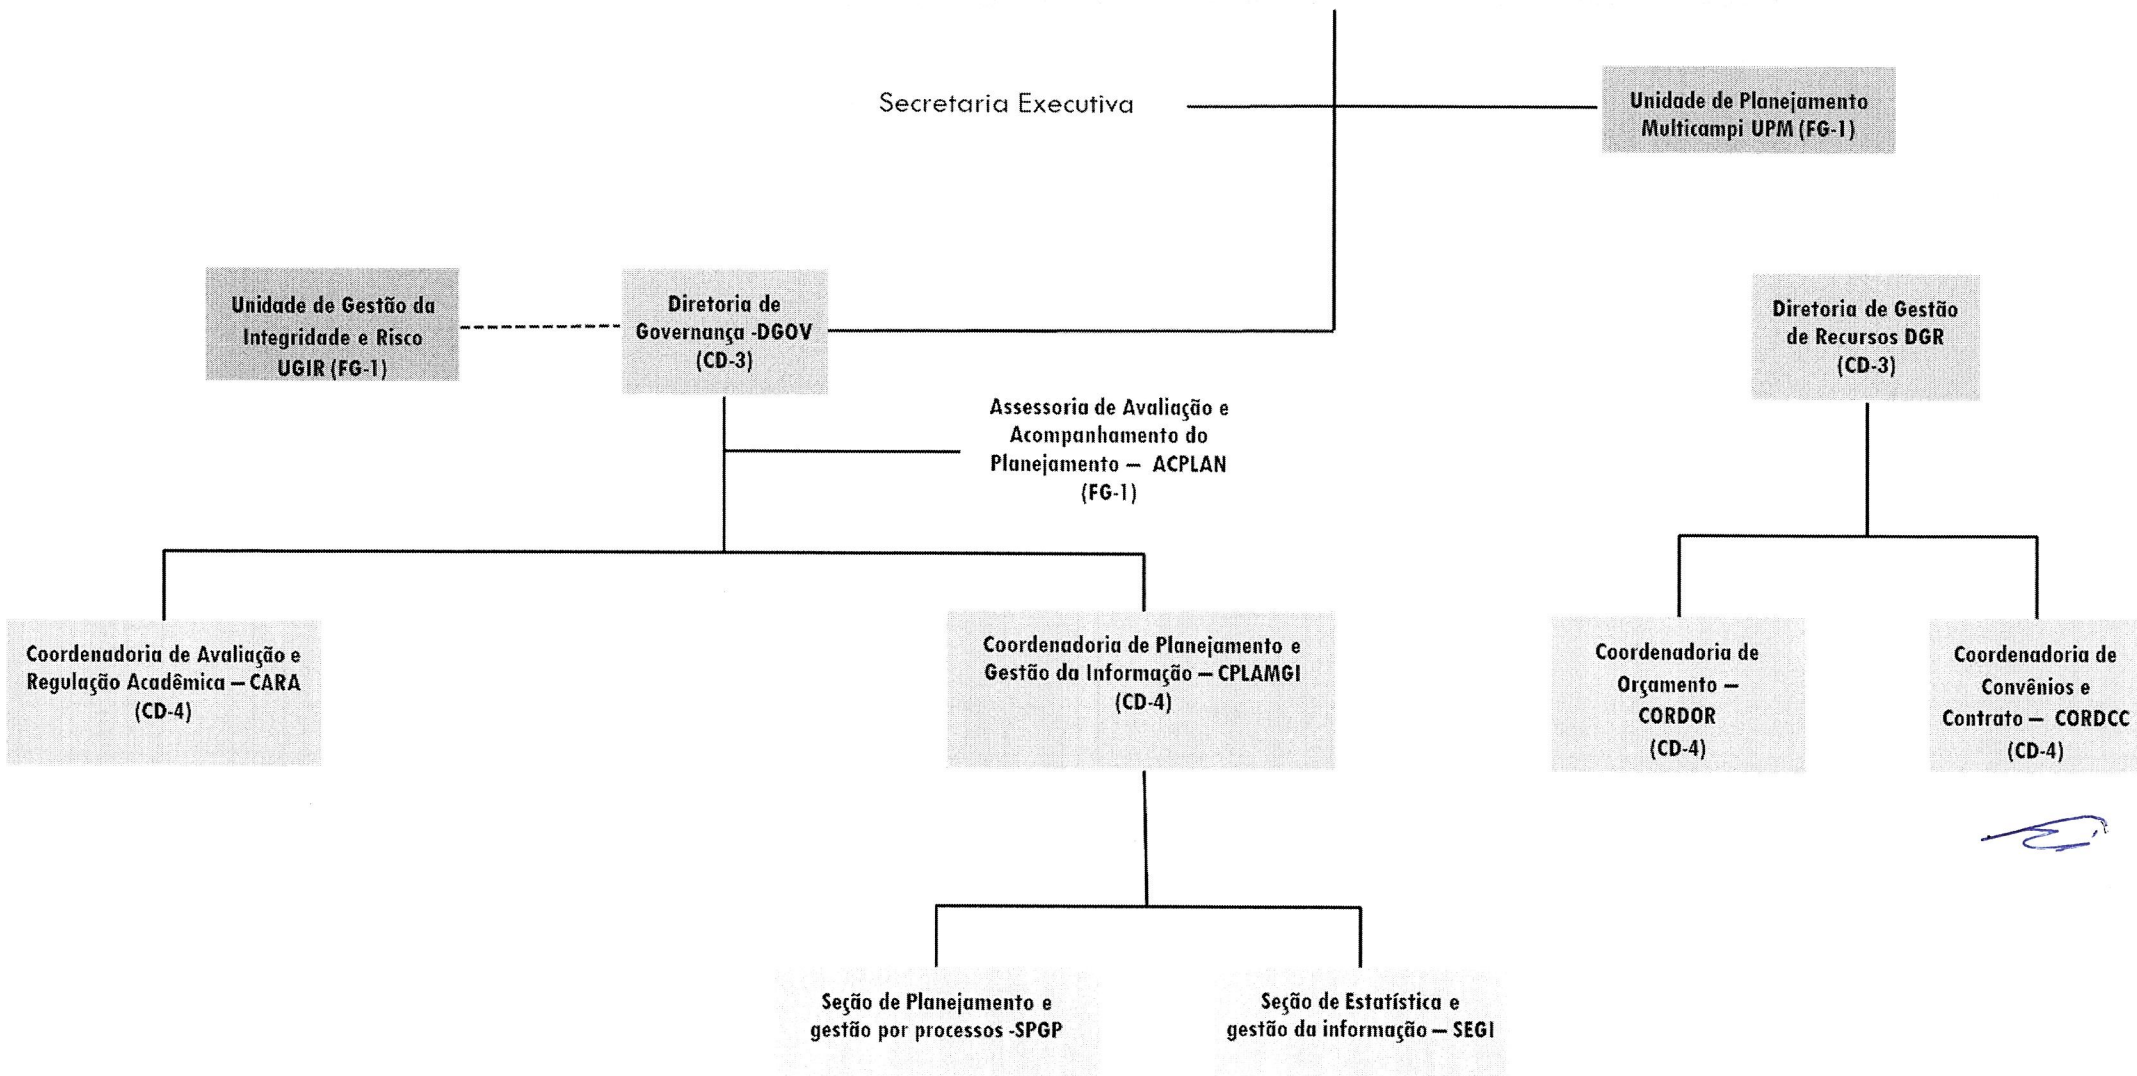 Secretaria Executiva
Unidade de Planejamento
Multicampi UPM (FG-1)
Unidade de Gestão da
Integridade e Risco
UGIR (FG-1)
Diretoria de
Governança -DGOV
(CD-3)
Diretoria de Gestão
de Recursos DGR
(CD-3)
Assessoria de Avaliação e
Acompanhamento do
Planejamento – ACPLAN
(FG-1)
Coordenadoria de Avaliação e
Regulação Acadêmica – CARA
(CD-4)
Coordenadoria de Planejamento e
Gestão da Informação – CPLAMGI
(CD-4)
Coordenadoria de
Orçamento –
CORDOR
(CD-4)
Coordenadoria de
Convênios e
Contrato – CORDCC
(CD-4)
Seção de Planejamento e
gestão por processos -SPGP
Seção de Estatística e
gestão da informação – SEGI